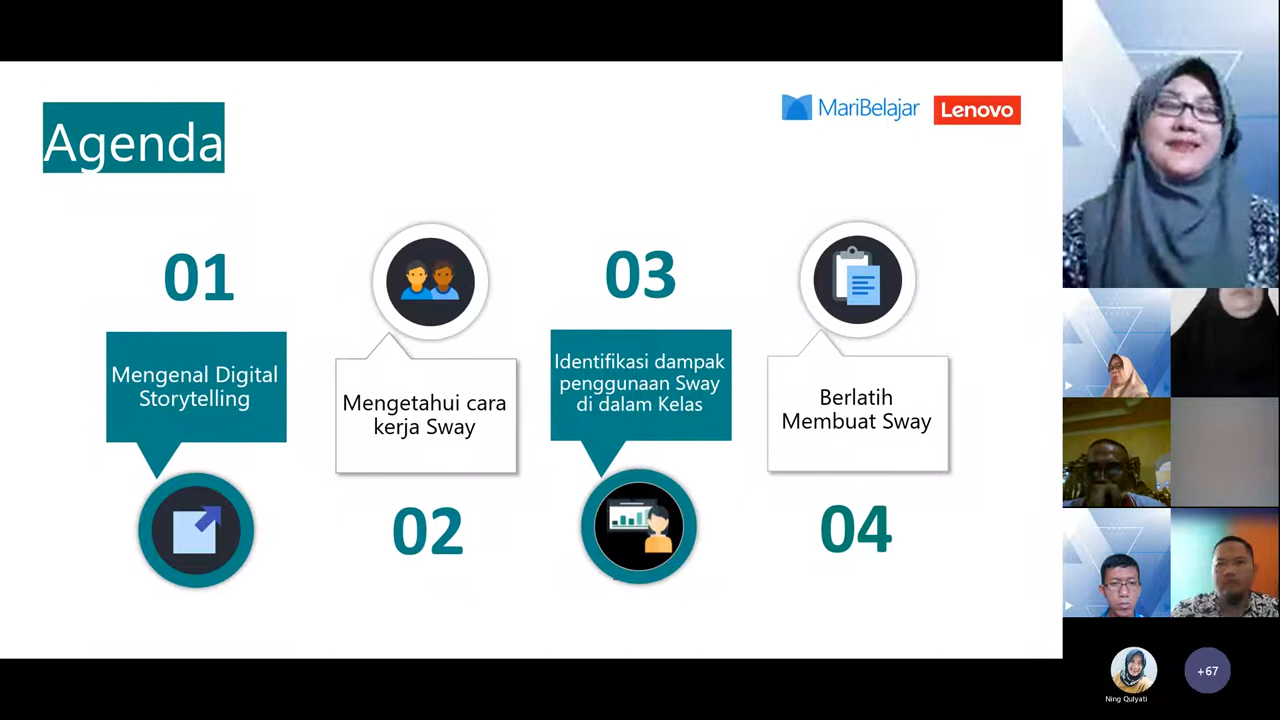 Agenda
MariBelajar
Lenovo
01
Mengenal Digital
Storytelling
Mengetahui cara
kerja Sway
02
03
Identifikasi dampak
penggunaan Sway
di dalam Kelas
Berlatih
Membuat Sway
04
Ning Qulyati
+67